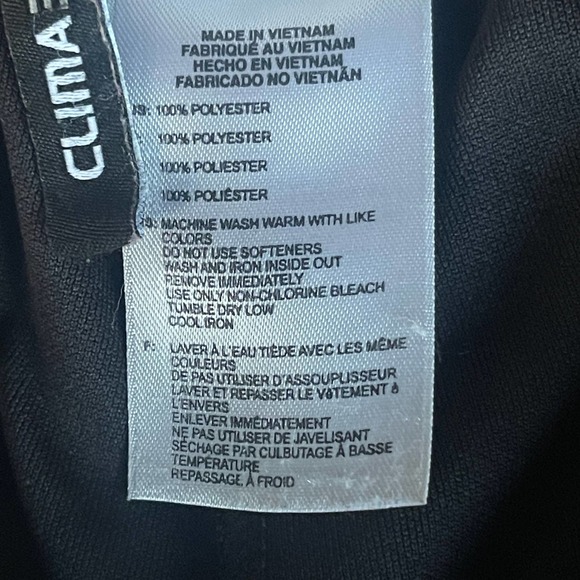 CLIMA
MADE IN VIETNAM
FABRIQUÉ AU VIETNAM
HECHO EN VIETNAM
FABRICADO NO VIETNÁN
100% POLYESTER
100% POLYESTER
100% POLIESTER
100% POLIÉSTER
MACHINE WASH WARM WITH LIKE
COLORS
DO NOT USE SOFTENERS
WASH AND IRON INSIDE OUT
REMOVE IMMEDIATELY
USE ONLY NON-CHLORINE BLEACH
TUMBLE DRY LOW
COOL IRON
F: LAVER À L'EAU TIÈDE AVEC LES MÊME
COULEURS
DE PAS UTILISER D'ASSOUPLISSEUR
LAVER ET REPASSER LE VÊTEMENT à
L'ENVERS
ENLEVER IMMÉDIATEMENT
NE PAS UTILISER DE JAVELISANT
SÉCHAGE PAR CULBUTAGE À BASSE
TEMPÉRATURE
REPASSAGE À FROID